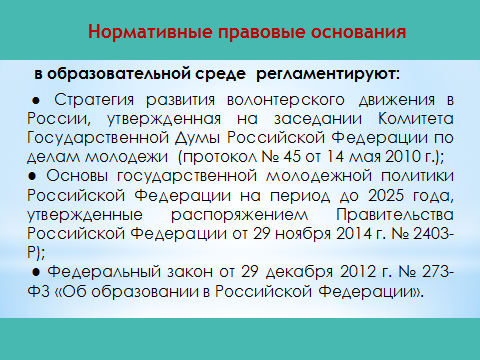 Нормативные правовые основания
в образовательной среде регламентируют:
● Стратегия развития волонтерского движения в
России, утвержденная на заседании Комитета
Государственной Думы Российской Федерации по
делам молодежи (протокол № 45 от 14 мая 2010 г.);
● Основы государственной молодежной политики
Российской Федерации на период до 2025 года,
утвержденные распоряжением Правительства
Российской Федерации от 29 ноября 2014 г. № 2403-
Р);
● Федеральный закон от 29 декабря 2012 г. № 273-
ФЗ «Об образовании в Российской Федерации».